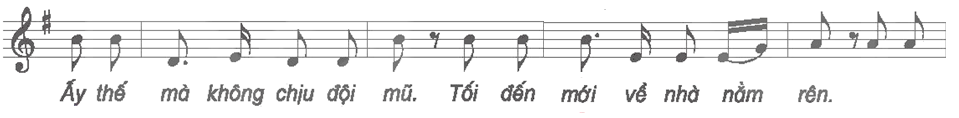 Ấy thế mà không chịu đội mũ. Tối đến mới về nhà nằm rên.